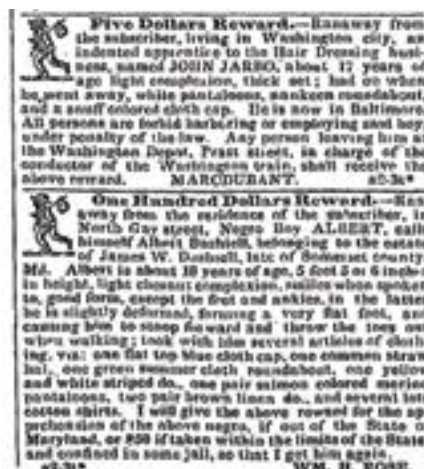 Five Dollars Reward.—Ranaway from
the subscriber, living in Washington city, an
indented apprentice to the Hair Dressing busi-
ness, named JOHN JARBO, about 17 years of
age light complexion, thick set; had on when
he went away, white pantaloons, nankeen roundabout,
and a snuff colored cloth cap. He is now in Baltimore.
All persons are forbid harboring or employing said boy
under penalty of the law. Any person leaving him at
the Washington Depot, Pratt street, in charge of the
conductor of the Washington train, shall receive the
above reward. MARC DUBANT.
One Hundred Dollars Reward.—Ran
away from the residence of the subscriber, in
North Gay street, Negro Boy ALBERT, calls
himself Albert belonging to the estate
of James W. late of Somerset county
Md. Albert is about 18 years of age, 5 feet 5 or 6 inches
in height, light chesnut complexion, smiles when spoken
to, good form, except the feet and ankles, in the latter
he is slightly deformed, forming a very flat foot, and
causing him to stoop forward and throw the toes out
when walking; took with him several articles of cloth-
ing, viz: one flat top blue cloth cap, one common straw
hat, one green summer cloth roundabout, one yellow
and white striped do., one pair salmon colored merino
pantaloons, two pair brown linen do., and several
cotton shirts. I will give the above reward for the ap-
prehension of the above negro, if out of the State of
Maryland, or $50 if taken within the limits of the State
and confined in some jail, so that I get him again.
WM.